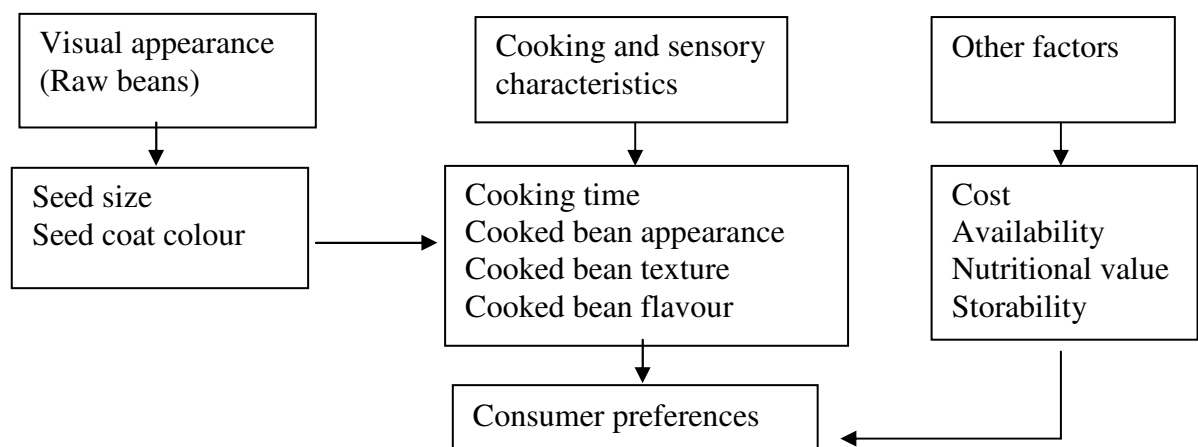 Visual appearance
(Raw beans)
Cooking and sensory
characteristics
Other factors
Seed size
Seed coat colour
Cooking time
Cooked bean appearance
Cooked bean texture
Cooked bean flavour
Cost
Availability
Nutritional value
Storability
Consumer preferences